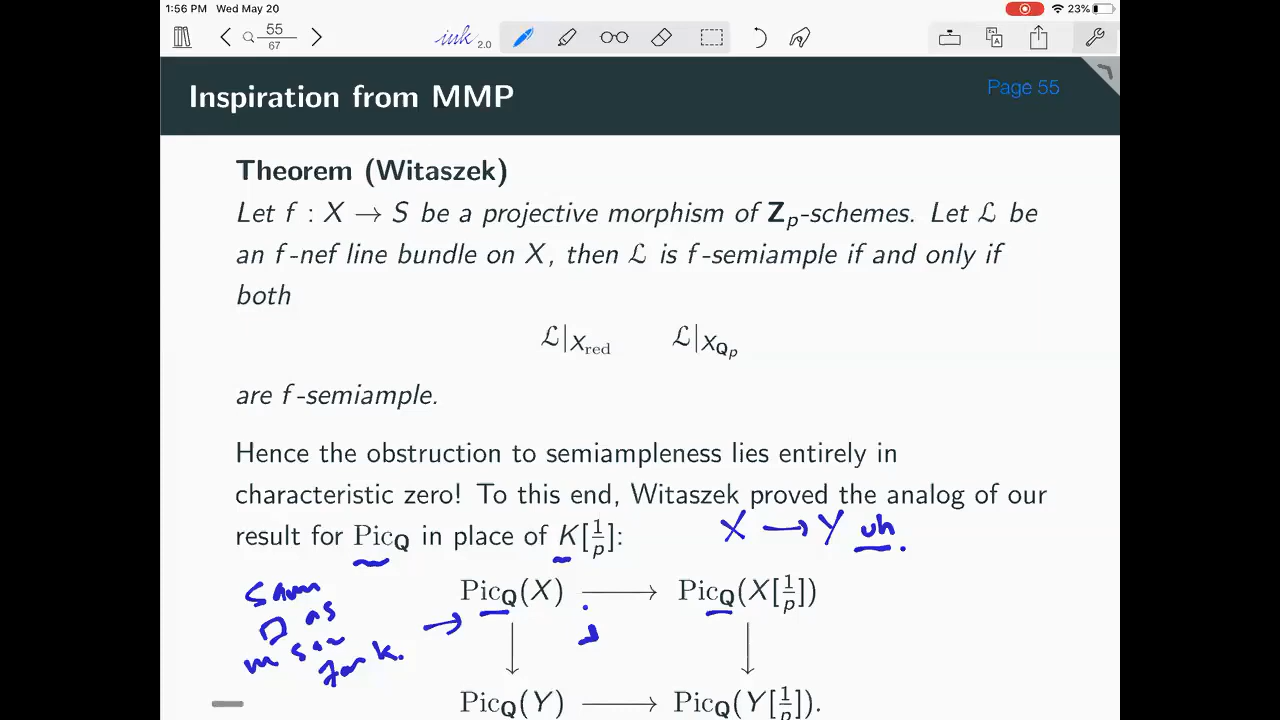 1:56 PM Wed May 20
23%
55
67
ink 2.0
Inspiration from MMP
Page 55
Theorem (Witaszek)
Let f : X → S be a projective morphism of Z_p-schemes. Let ℒ be
an f-nef line bundle on X, then ℒ is f-semiample if and only if
both
ℒ|_{X_red} ℒ|_{X_{Q_p}}
are f-semiample.
Hence the obstruction to semiampleness lies entirely in
characteristic zero! To this end, Witaszek proved the analog of our
result for Pic_Q in place of K[1/p]:
X → Y uh.
Pic_Q(X) → Pic_Q(X[1/p])
same
□ as
for K.
Pic_Q(Y) → Pic_Q(Y[1/p]).